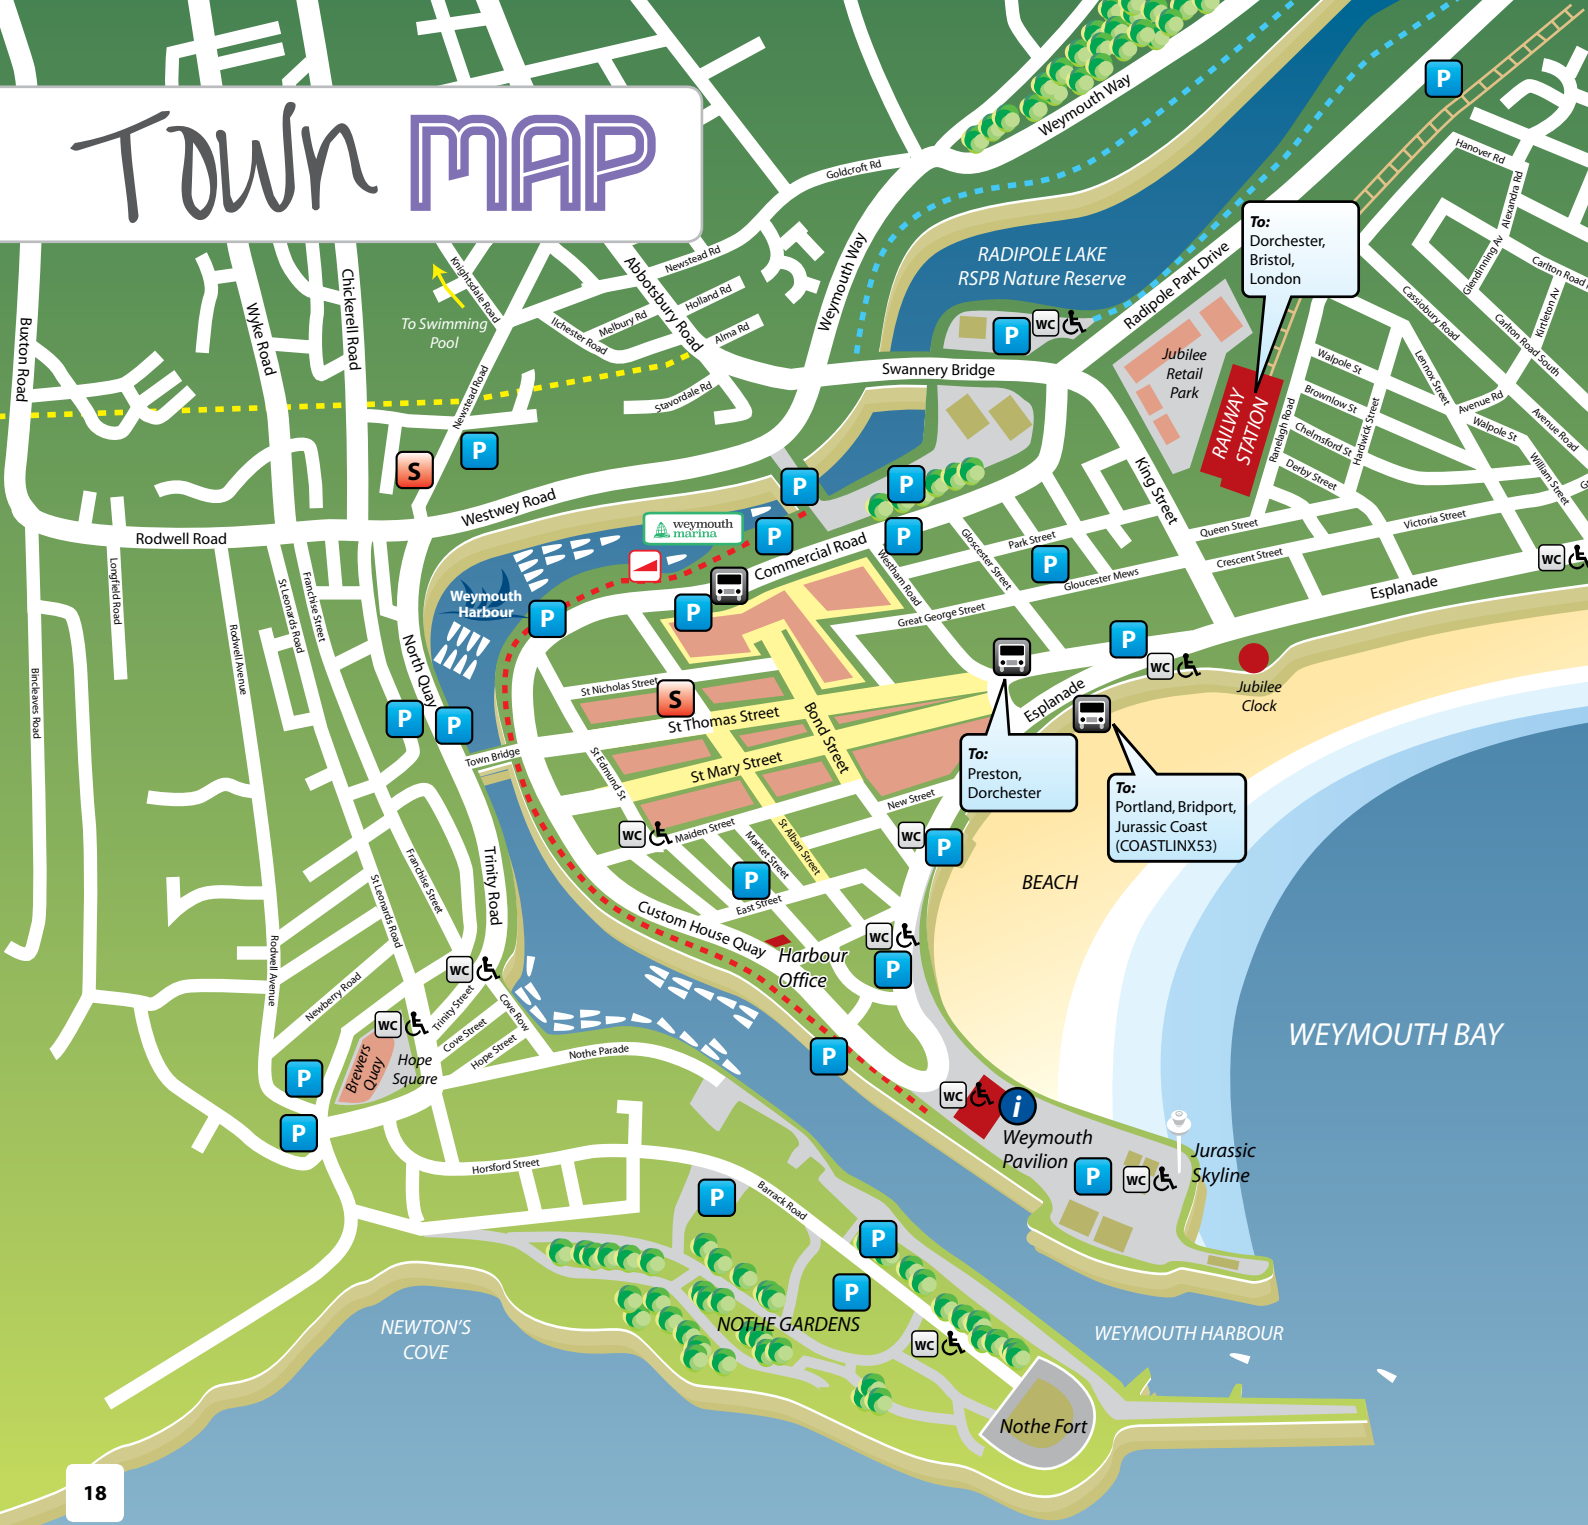 Town MAP
Weymouth Way
Goldcroft Rd
Hanover Rd
Alexandra Rd
Glendinning Av
Carlton Road
Kirtleton Av
Cassiobury Road
Carlton Road South
To:
Dorchester,
Bristol,
London
RADIPOLE LAKE
RSPB Nature Reserve
Radipole Park Drive
Weymouth Way
Newstead Rd
Abbotsbury Road
Holland Rd
Melbury Rd
Ilchester Road
Alma Rd
Knightsdale Road
To Swimming
Pool
Newstead Road
Stavordale Rd
Chickerell Road
Wyke Road
Buxton Road
Swannery Bridge
WC
P
Jubilee
Retail
Park
RAILWAY
STATION
Walpole St
Brownlow St
Chelmsford St
Derby Street
Ranelagh Road
Hardwick Street
Lennox Street
Avenue Rd
Walpole St
Avenue Road
William Street
Victoria Street
Queen Street
Crescent Street
King Street
Park Street
Gloucester Street
Gloucester Mews
Great George Street
Westham Road
Commercial Road
Esplanade
WC
S
P
Westwey Road
Rodwell Road
weymouth
marina
Weymouth
Harbour
Longfield Road
St Leonards Road
Franchise Street
Rodwell Avenue
Bincleaves Road
North Quay
Town Bridge
St Nicholas Street
S
St Thomas Street
St Mary Street
Bond Street
St Edmund St
New Street
Maiden Street
Market Street
St Alban Street
East Street
Esplanade
WC
Jubilee
Clock
To:
Preston,
Dorchester
To:
Portland, Bridport,
Jurassic Coast
(COASTLINX53)
BEACH
WC
WC
WC
Custom House Quay
Harbour
Office
Trinity Road
Franchise Street
St Leonards Road
Rodwell Avenue
Newberry Road
WC
Trinity Street
Cove Street
Hope Street
Cove Row
WC
Brewers
Quay
Hope
Square
Nothe Parade
WEYMOUTH BAY
WC
i
Weymouth
Pavilion
P
WC
Jurassic
Skyline
Horsford Street
Barrack Road
P
P
P
NOTHE GARDENS
WC
NEWTON'S
COVE
WEYMOUTH HARBOUR
Nothe Fort
18